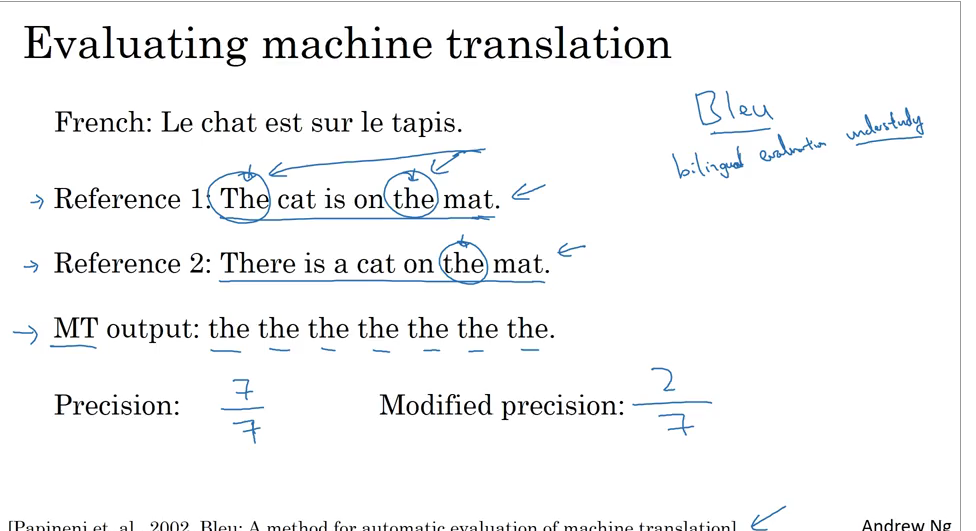 Evaluating machine translation
Bleu
bilingual evaluation understudy
French: Le chat est sur le tapis.
Reference 1: The cat is on the mat.
Reference 2: There is a cat on the mat.
MT output: the the the the the the the.
Precision: 7/7 Modified precision: 2/7
[Papineni et. al., 2002. Bleu: A method for automatic evaluation of machine translation]
Andrew Ng